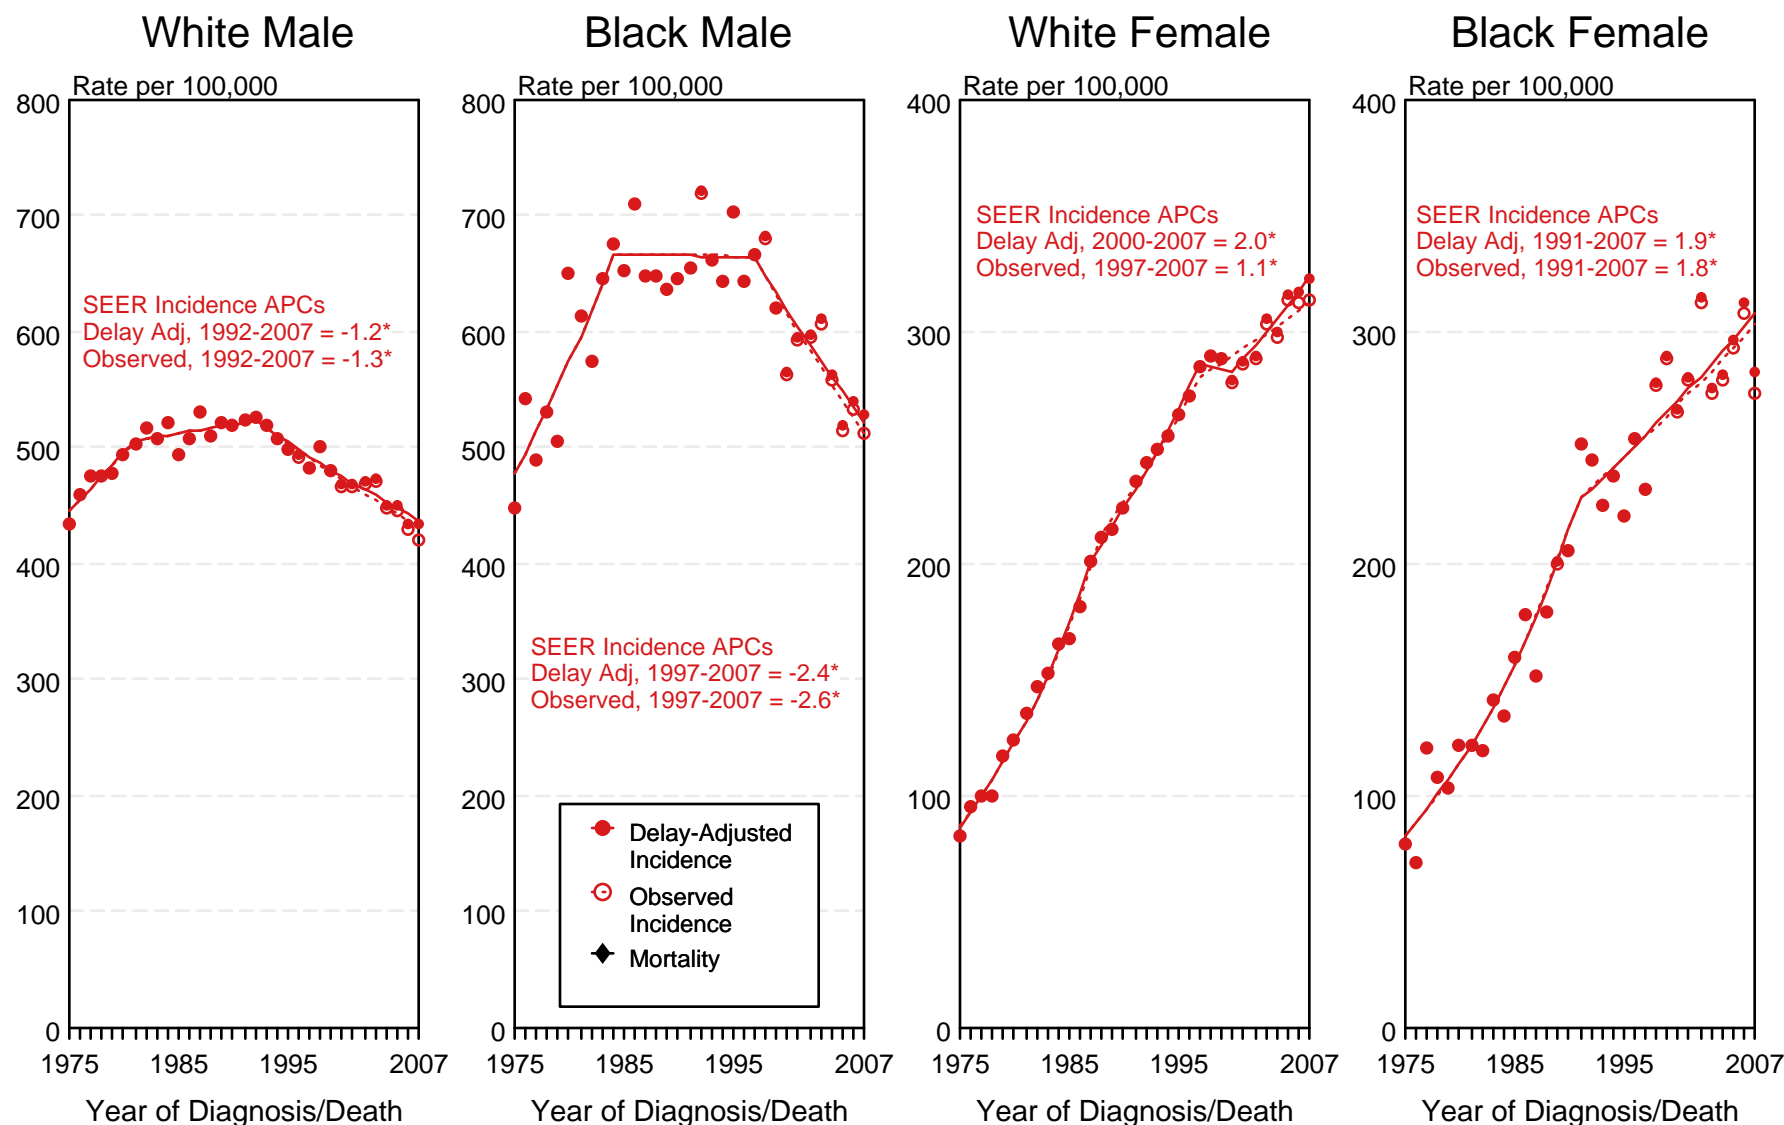 White Male
Black Male
White Female
Black Female
Rate per 100,000
Rate per 100,000
Rate per 100,000
Rate per 100,000
800
700
600
500
400
300
200
100
0
SEER Incidence APCs
Delay Adj, 1992-2007 = -1.2*
Observed, 1992-2007 = -1.3*
1975
1985
1995
2007
Year of Diagnosis/Death
800
700
600
500
400
300
200
100
0
SEER Incidence APCs
Delay Adj, 1997-2007 = -2.4*
Observed, 1997-2007 = -2.6*
Delay-Adjusted
Incidence
Observed
Incidence
Mortality
1975
1985
1995
2007
Year of Diagnosis/Death
400
300
200
100
0
SEER Incidence APCs
Delay Adj, 2000-2007 = 2.0*
Observed, 1997-2007 = 1.1*
1975
1985
1995
2007
Year of Diagnosis/Death
400
300
200
100
0
SEER Incidence APCs
Delay Adj, 1991-2007 = 1.9*
Observed, 1991-2007 = 1.8*
1975
1985
1995
2007
Year of Diagnosis/Death